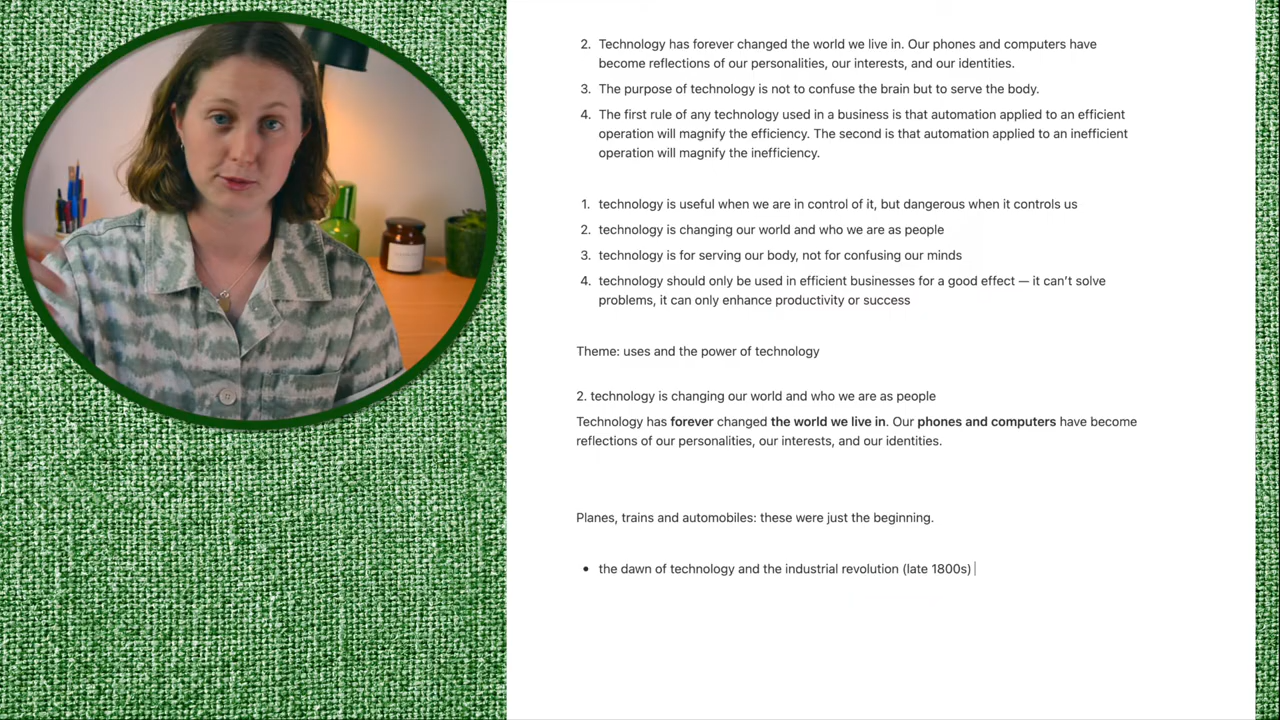 2. Technology has forever changed the world we live in. Our phones and computers have
become reflections of our personalities, our interests, and our identities.
3. The purpose of technology is not to confuse the brain but to serve the body.
4. The first rule of any technology used in a business is that automation applied to an efficient
operation will magnify the efficiency. The second is that automation applied to an inefficient
operation will magnify the inefficiency.
1. technology is useful when we are in control of it, but dangerous when it controls us
2. technology is changing our world and who we are as people
3. technology is for serving our body, not for confusing our minds
4. technology should only be used in efficient businesses for a good effect — it can’t solve
problems, it can only enhance productivity or success
Theme: uses and the power of technology
2. technology is changing our world and who we are as people
Technology has forever changed the world we live in. Our phones and computers have become
reflections of our personalities, our interests, and our identities.
Planes, trains and automobiles: these were just the beginning.
• the dawn of technology and the industrial revolution (late 1800s)